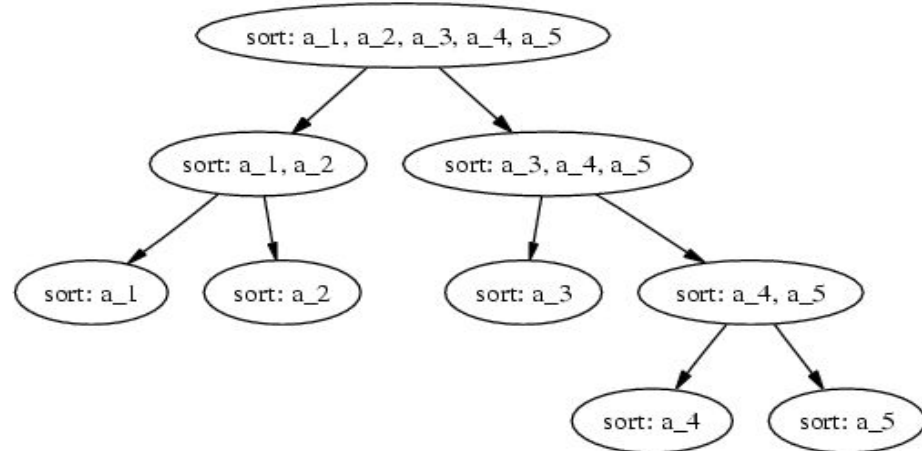 sort: a_1, a_2, a_3, a_4, a_5
sort: a_1, a_2
sort: a_3, a_4, a_5
sort: a_1
sort: a_2
sort: a_3
sort: a_4, a_5
sort: a_4
sort: a_5